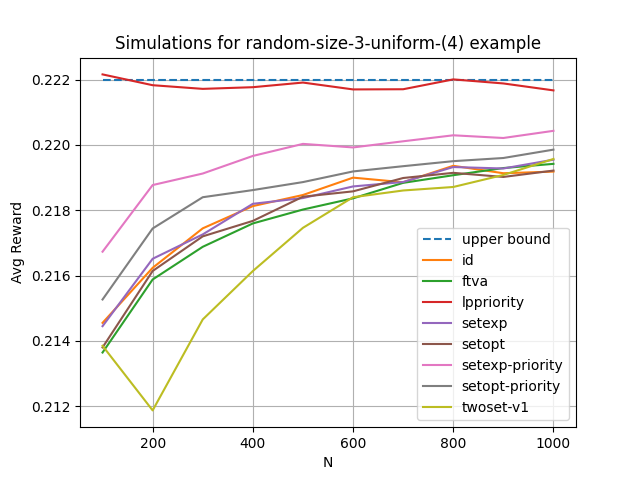 Simulations for random-size-3-uniform-(4) example
0.222
0.220
0.218
0.216
0.214
0.212
Avg Reward
200
400
600
800
1000
N
upper bound
id
ftva
lppriority
setexp
setopt
setexp-priority
setopt-priority
twoset-v1